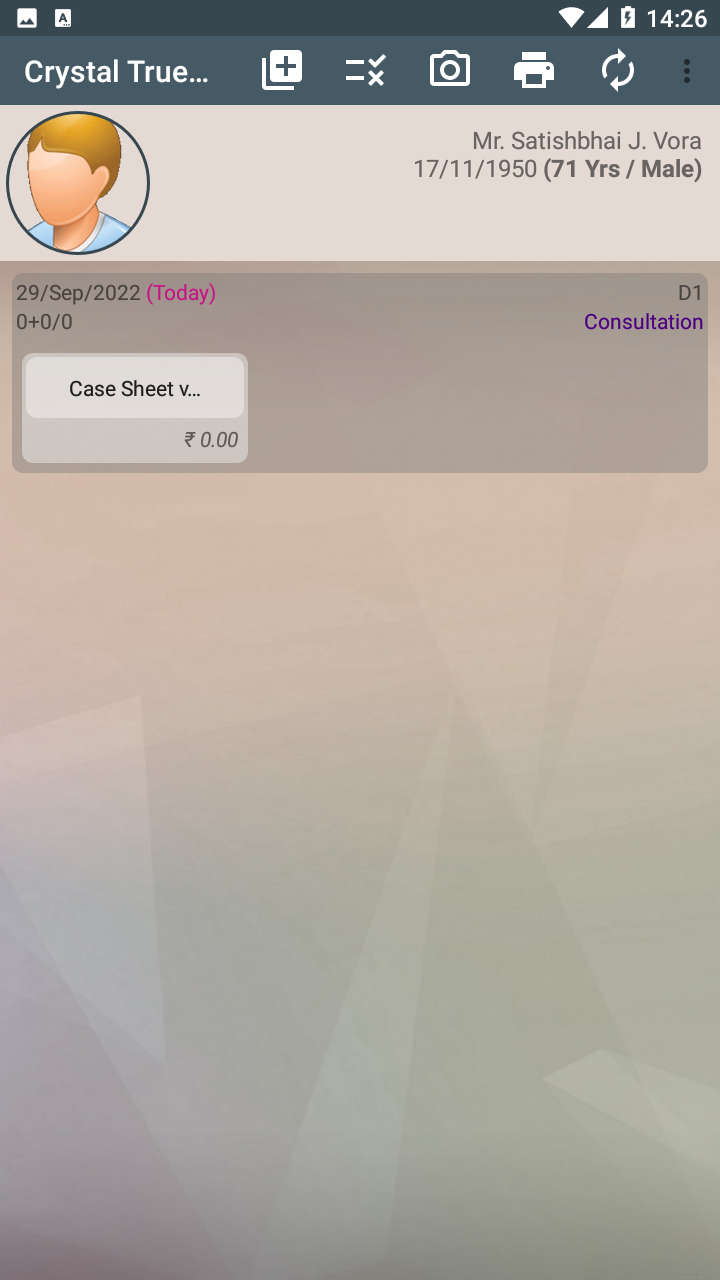 14:26
Crystal True...
Mr. Satishbhai J. Vora
17/11/1950 (71 Yrs / Male)
29/Sep/2022 (Today) D1
0+0/0 Consultation
Case Sheet v...
₹ 0.00